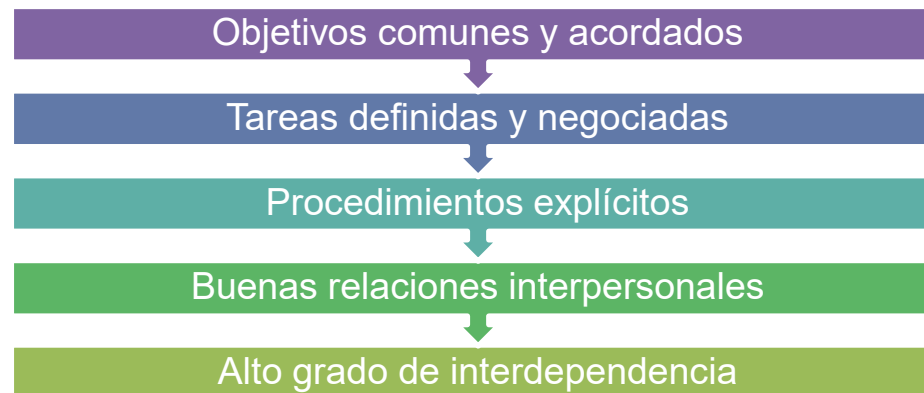 Objetivos comunes y acordados
Tareas definidas y negociadas
Procedimientos explícitos
Buenas relaciones interpersonales
Alto grado de interdependencia